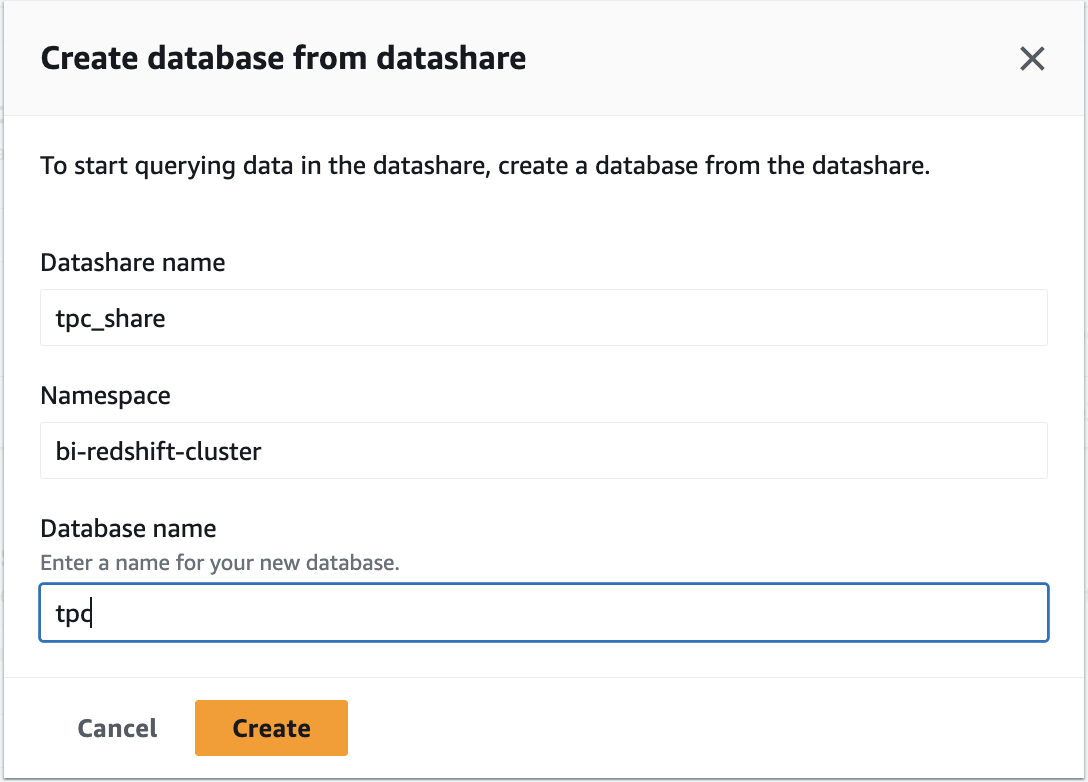 Create database from datashare
To start querying data in the datashare, create a database from the datashare.
Datashare name
tpc_share
Namespace
bi-redshift-cluster
Database name
Enter a name for your new database.
tpc
Cancel
Create